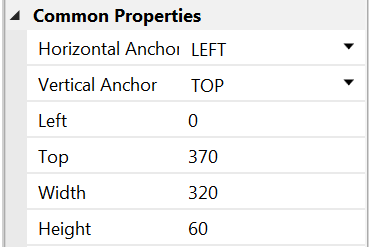 Common Properties
Horizontal Anchor LEFT
Vertical Anchor TOP
Left 0
Top 370
Width 320
Height 60